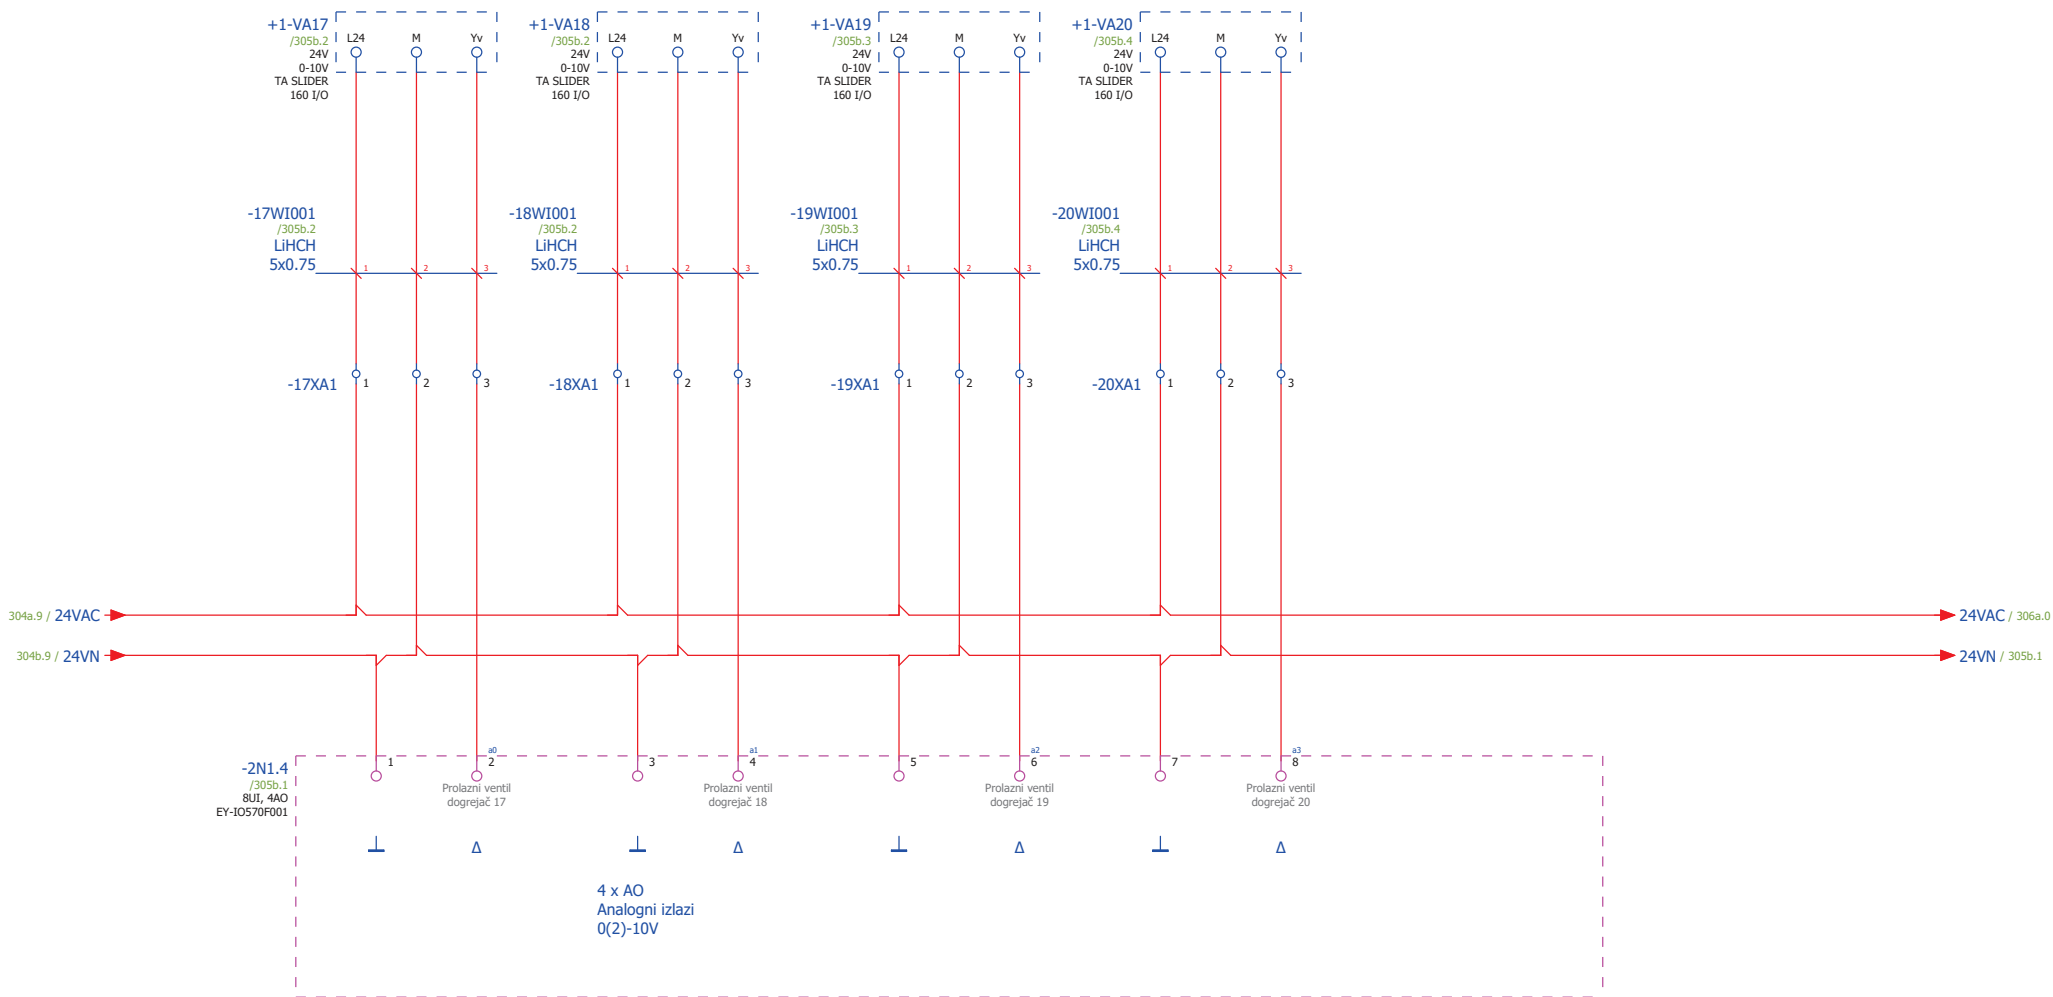 +1-VA17
/305b.2
24V
0-10V
TA SLIDER
160 I/O
L24 M Yv
+1-VA18
/305b.2
24V
0-10V
TA SLIDER
160 I/O
L24 M Yv
+1-VA19
/305b.3
24V
0-10V
TA SLIDER
160 I/O
L24 M Yv
+1-VA20
/305b.4
24V
0-10V
TA SLIDER
160 I/O
L24 M Yv
-17WI001
/305b.2
LiHCH
5x0.75
1 2 3
-18WI001
/305b.2
LiHCH
5x0.75
1 2 3
-19WI001
/305b.3
LiHCH
5x0.75
1 2 3
-20WI001
/305b.4
LiHCH
5x0.75
1 2 3
-17XA1 1 2 3
-18XA1 1 2 3
-19XA1 1 2 3
-20XA1 1 2 3
304a.9 / 24VAC
24VAC / 306a.0
304b.9 / 24VN
24VN / 305b.1
-2N1.4
/305b.1
8UI, 4AO
EY-IO570F001
1
a0
2
Prolazni ventil
dogrejač 17
3
a1
4
Prolazni ventil
dogrejač 18
5
a2
6
Prolazni ventil
dogrejač 19
7
a3
8
Prolazni ventil
dogrejač 20
Δ Δ Δ Δ
4 x AO
Analogni izlazi
0(2)-10V